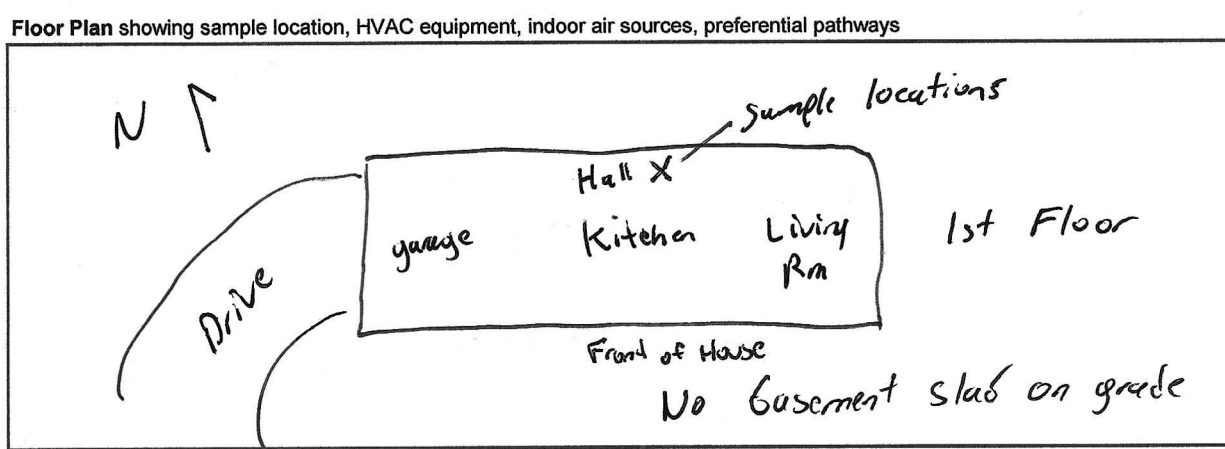 Floor Plan showing sample location, HVAC equipment, indoor air sources, preferential pathways
N
sample locations
Hall X
garage
Kitchen
Living
Rm
1st Floor
Drive
Front of House
No basement slab on grade